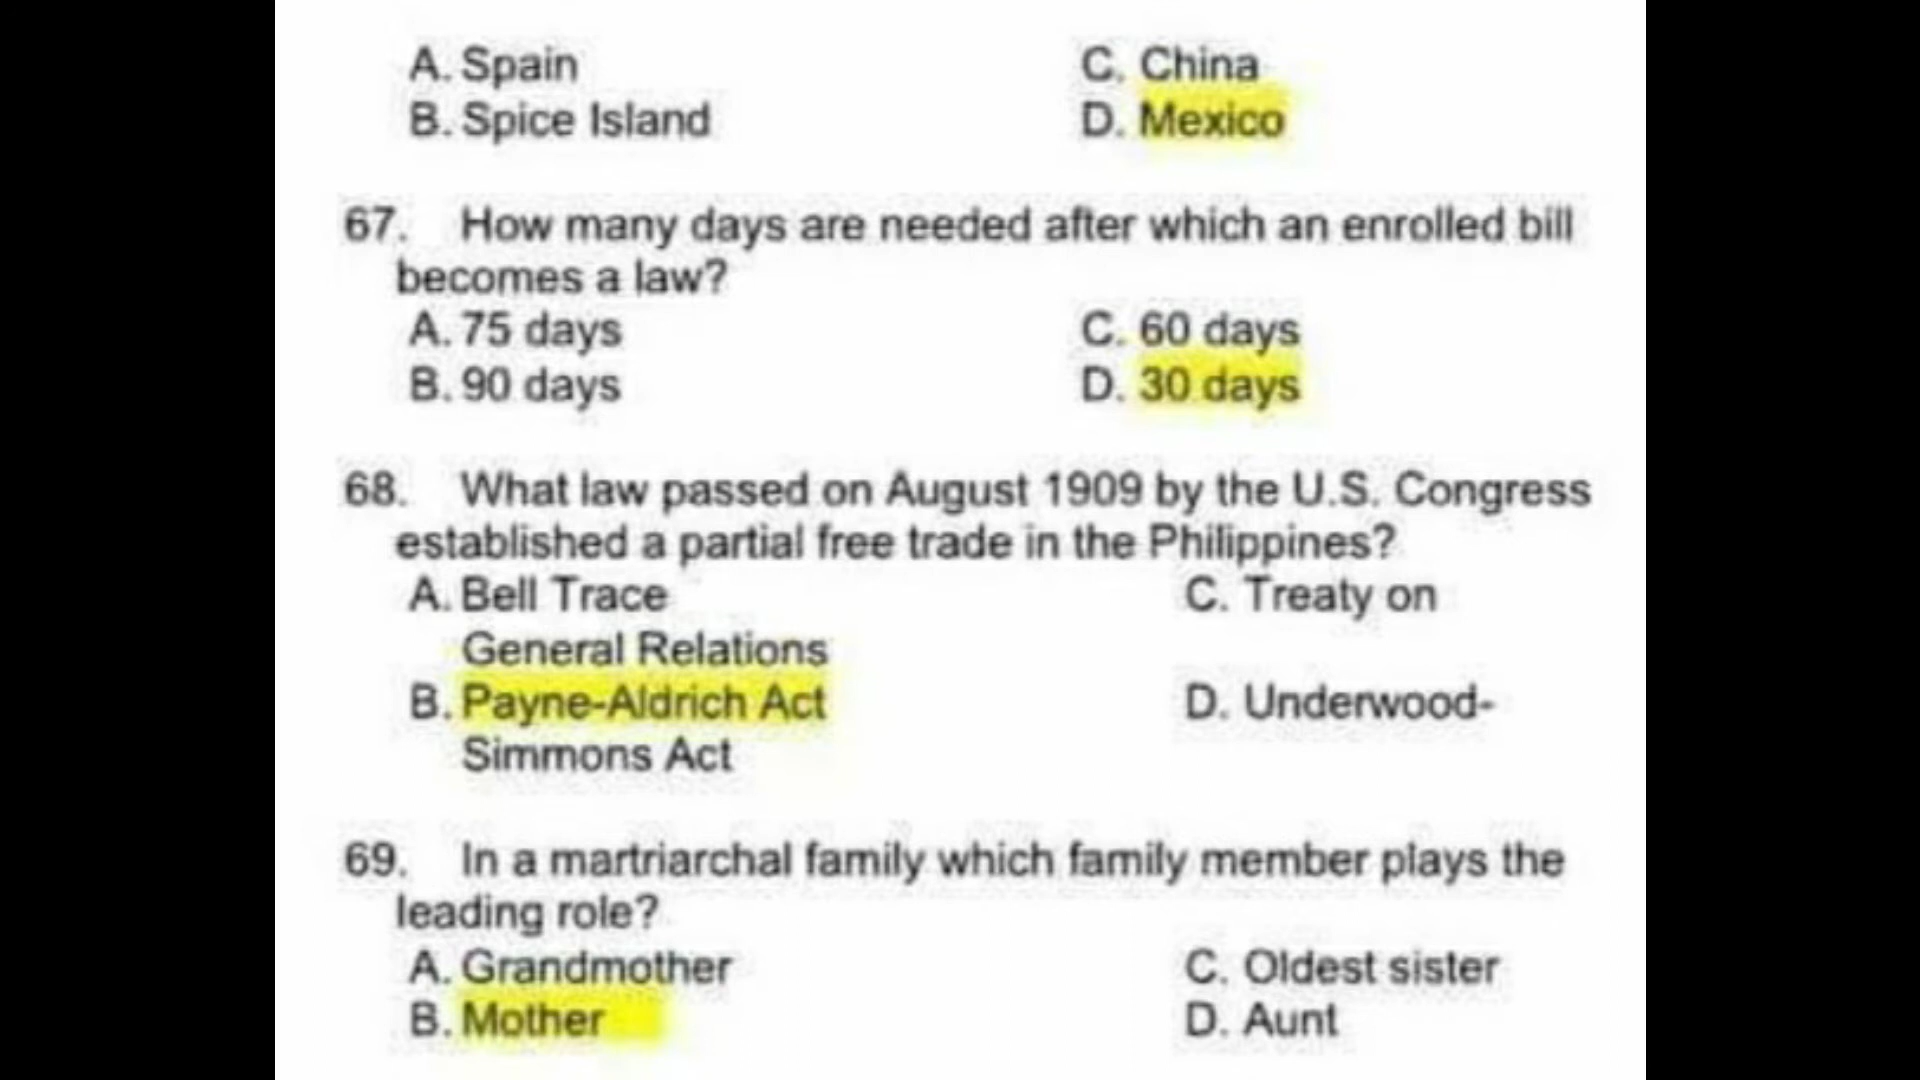 A. Spain C. China
B. Spice Island D. Mexico
67. How many days are needed after which an enrolled bill
becomes a law?
A. 75 days C. 60 days
B. 90 days D. 30 days
68. What law passed on August 1909 by the U.S. Congress
established a partial free trade in the Philippines?
A. Bell Trace C. Treaty on
General Relations
B. Payne-Aldrich Act D. Underwood-
Simmons Act
69. In a martriarchal family which family member plays the
leading role?
A. Grandmother C. Oldest sister
B. Mother D. Aunt